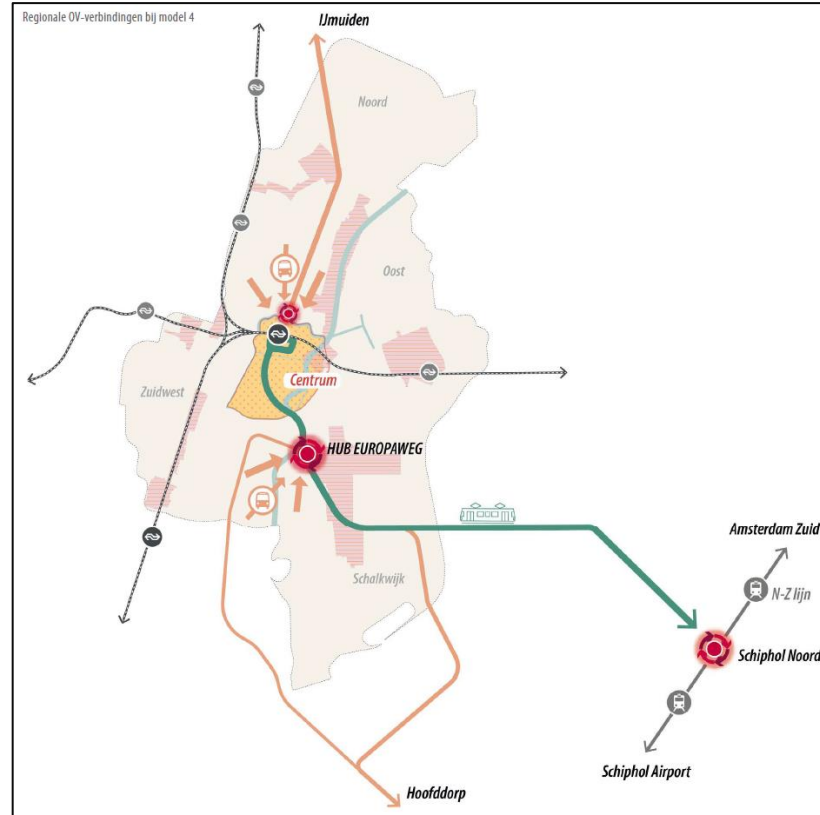 Regionale OV-verbindingen bij model 4
IJmuiden
Noord
Oost
Centrum
Zuidwest
HUB EUROPAWEG
Amsterdam Zuid
N-Z lijn
Schalkwijk
Schiphol Noord
Schiphol Airport
Hoofddorp